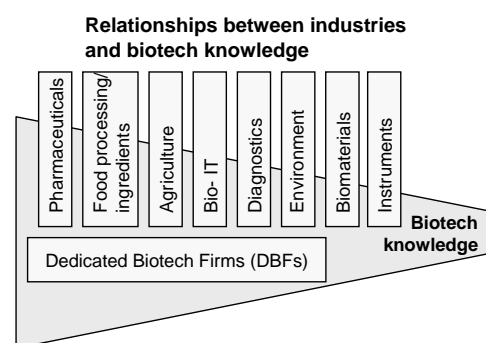 Relationships between industries
and biotech knowledge
Pharmaceuticals
Food processing/
ingredients
Agriculture
Bio- IT
Diagnostics
Environment
Biomaterials
Instruments
Biotech
knowledge
Dedicated Biotech Firms (DBFs)